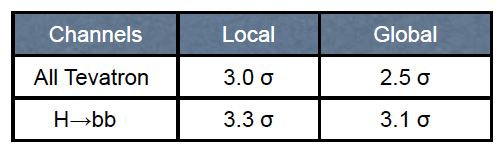 Channels Local Global
All Tevatron 3.0 σ 2.5 σ
H→bb 3.3 σ 3.1 σ